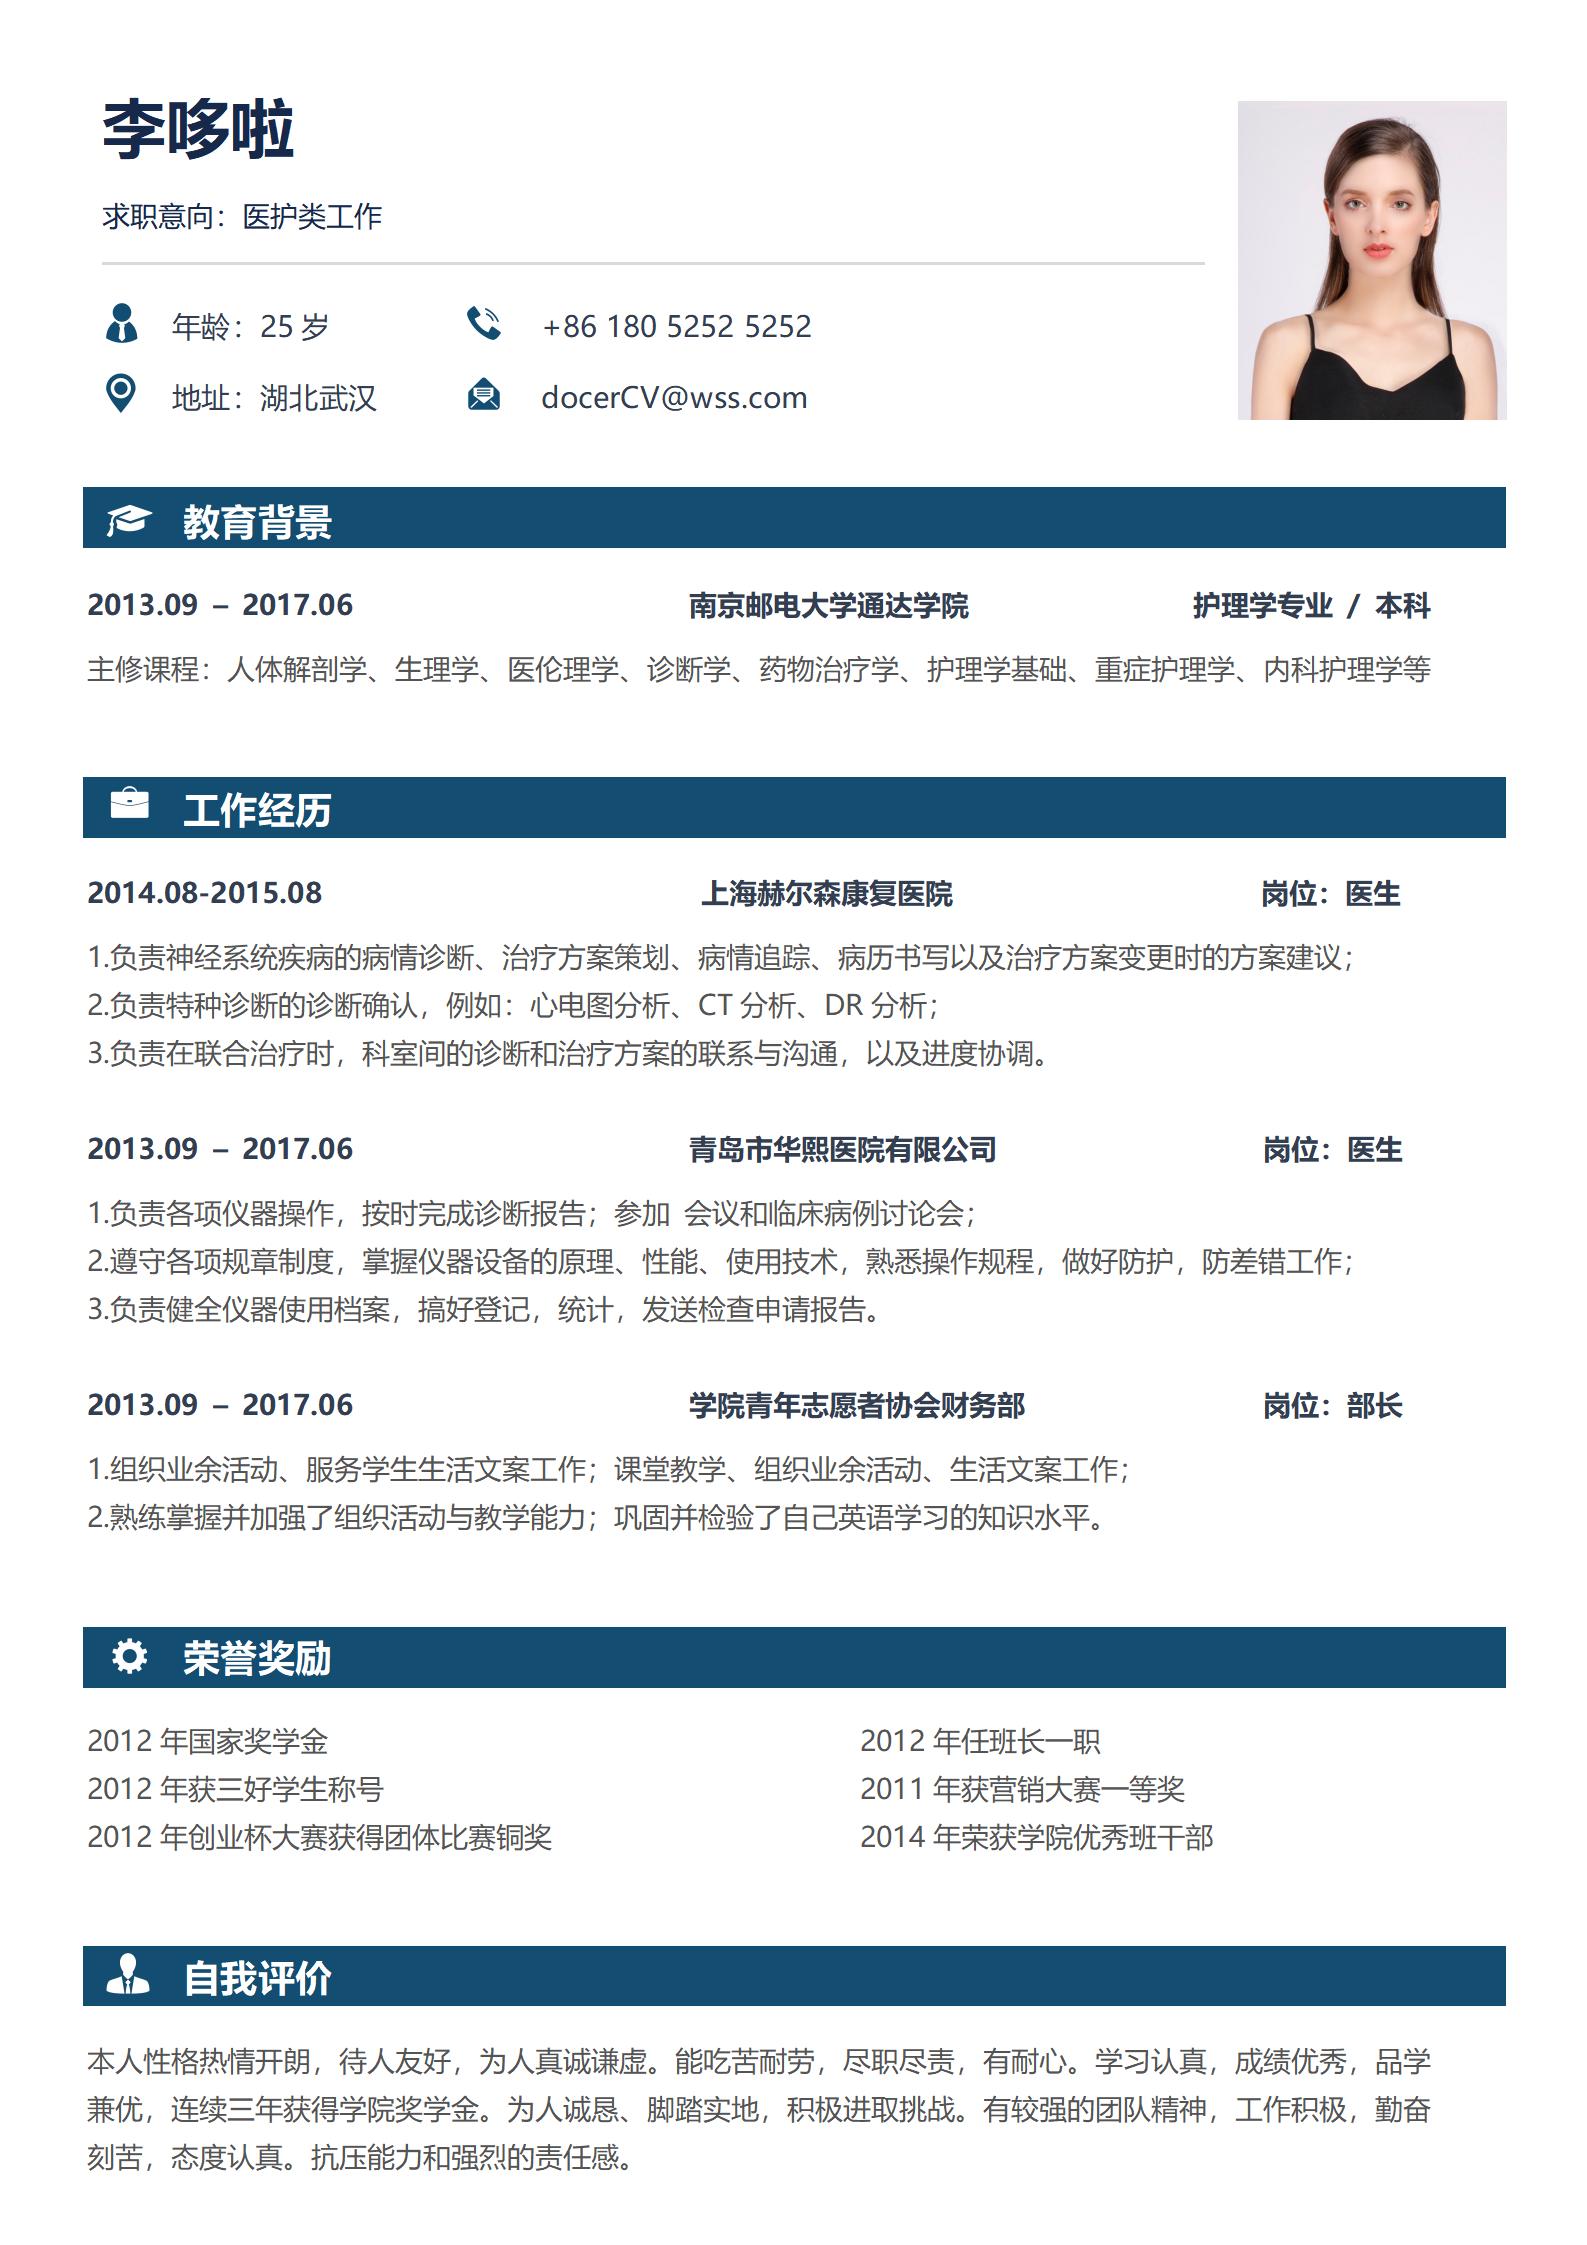 李哆啦
求职意向：医护类工作
年龄：25 岁 +86 180 5252 5252
地址：湖北武汉 docerCV@wss.com
教育背景
2013.09 – 2017.06 南京邮电大学通达学院 护理学专业 / 本科
主修课程：人体解剖学、生理学、医伦理学、诊断学、药物治疗学、护理学基础、重症护理学、内科护理学等
工作经历
2014.08-2015.08 上海赫尔森康复医院 岗位：医生
1.负责神经系统疾病的病情诊断、治疗方案策划、病情追踪、病历书写以及治疗方案变更时的方案建议；
2.负责特种诊断的诊断确认，例如：心电图分析、CT 分析、DR 分析；
3.负责在联合治疗时，科室间的诊断和治疗方案的联系与沟通，以及进度协调。
2013.09 – 2017.06 青岛市华熙医院有限公司 岗位：医生
1.负责各项仪器操作，按时完成诊断报告；参加 会议和临床病例讨论会；
2.遵守各项规章制度，掌握仪器设备的原理、性能、使用技术，熟悉操作规程，做好防护，防差错工作；
3.负责健全仪器使用档案，搞好登记，统计，发送检查申请报告。
2013.09 – 2017.06 学院青年志愿者协会财务部 岗位：部长
1.组织业余活动、服务学生生活文案工作；课堂教学、组织业余活动、生活文案工作；
2.熟练掌握并加强了组织活动与教学能力；巩固并检验了自己英语学习的知识水平。
荣誉奖励
2012 年国家奖学金 2012 年任班长一职
2012 年获三好学生称号 2011 年获营销大赛一等奖
2012 年创业杯大赛获得团体比赛铜奖 2014 年荣获学院优秀班干部
自我评价
本人性格热情开朗，待人友好，为人真诚谦虚。能吃苦耐劳，尽职尽责，有耐心。学习认真，成绩优秀，品学
兼优，连续三年获得学院奖学金。为人诚恳、脚踏实地，积极进取挑战。有较强的团队精神，工作积极，勤奋
刻苦，态度认真。抗压能力和强烈的责任感。